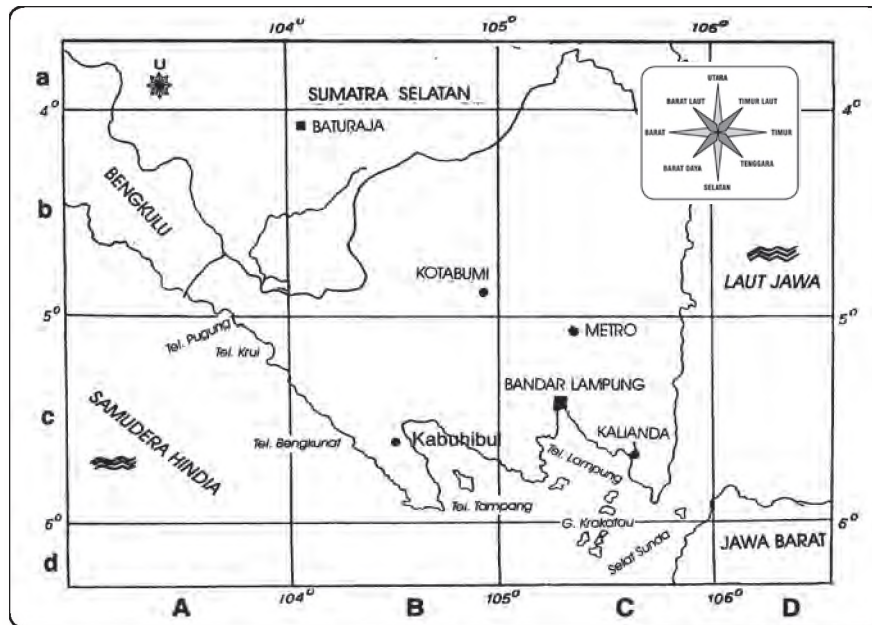 104°
105°
106°
a
U
SUMATRA SELATAN
UTARA
BARAT LAUT
TIMUR LAUT
BARAT
TIMUR
BARAT DAYA
TENGGARA
SELATAN
4°
4°
BATURAJA
BENGKULU
b
KOTABUMI
LAUT JAWA
5°
5°
Tel. Pugung
Tel. Krui
METRO
BANDAR LAMPUNG
c
SAMUDERA HINDIA
Tel. Bengkunat
Kabuhibul
Tel. Lampung
KALIANDA
Tel. Tampang
G. Krakatau
6°
6°
Selat Sunda
JAWA BARAT
d
A
104°
B
105°
C
106°
D